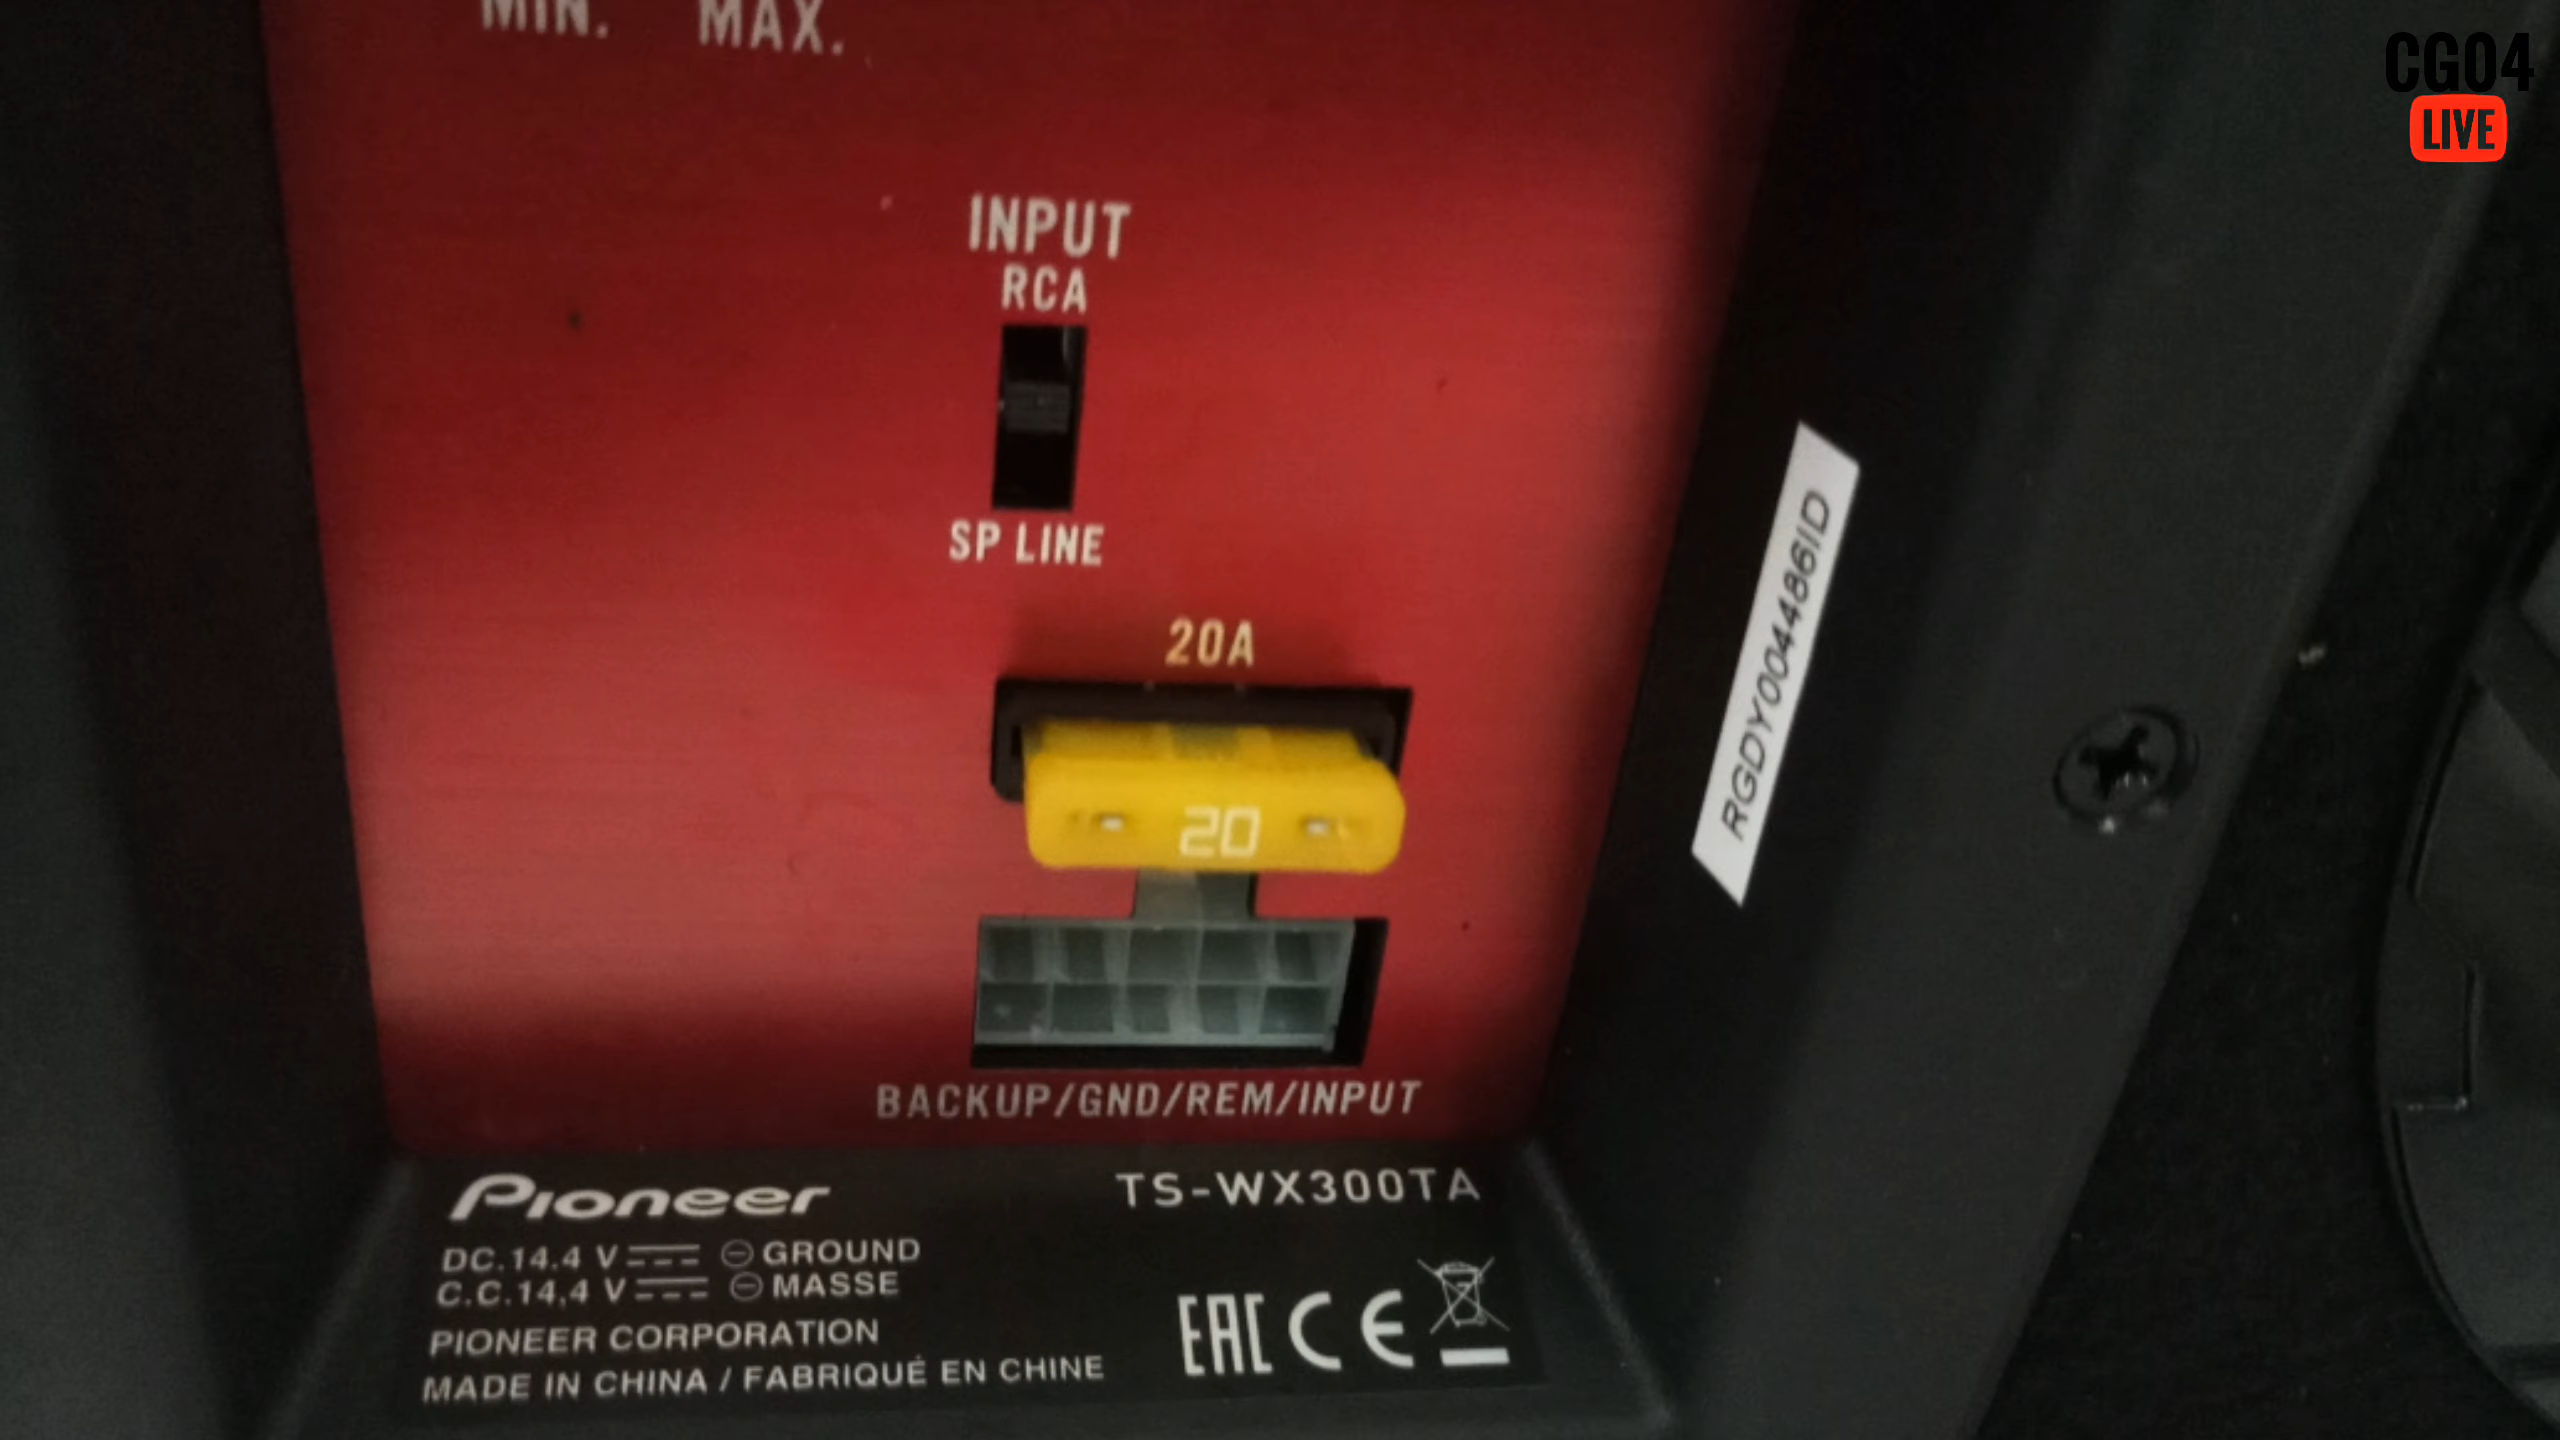 MIN. MAX.
CG04
LIVE
INPUT
RCA
SP LINE
20A
20
RGDY004486ID
BACKUP/GND/REM/INPUT
Pioneer TS-WX300TA
DC.14.4 V ⎓ ⊖ GROUND
C.C.14,4 V ⎓ ⊖ MASSE
PIONEER CORPORATION
MADE IN CHINA / FABRIQUÉ EN CHINE
EAC CE